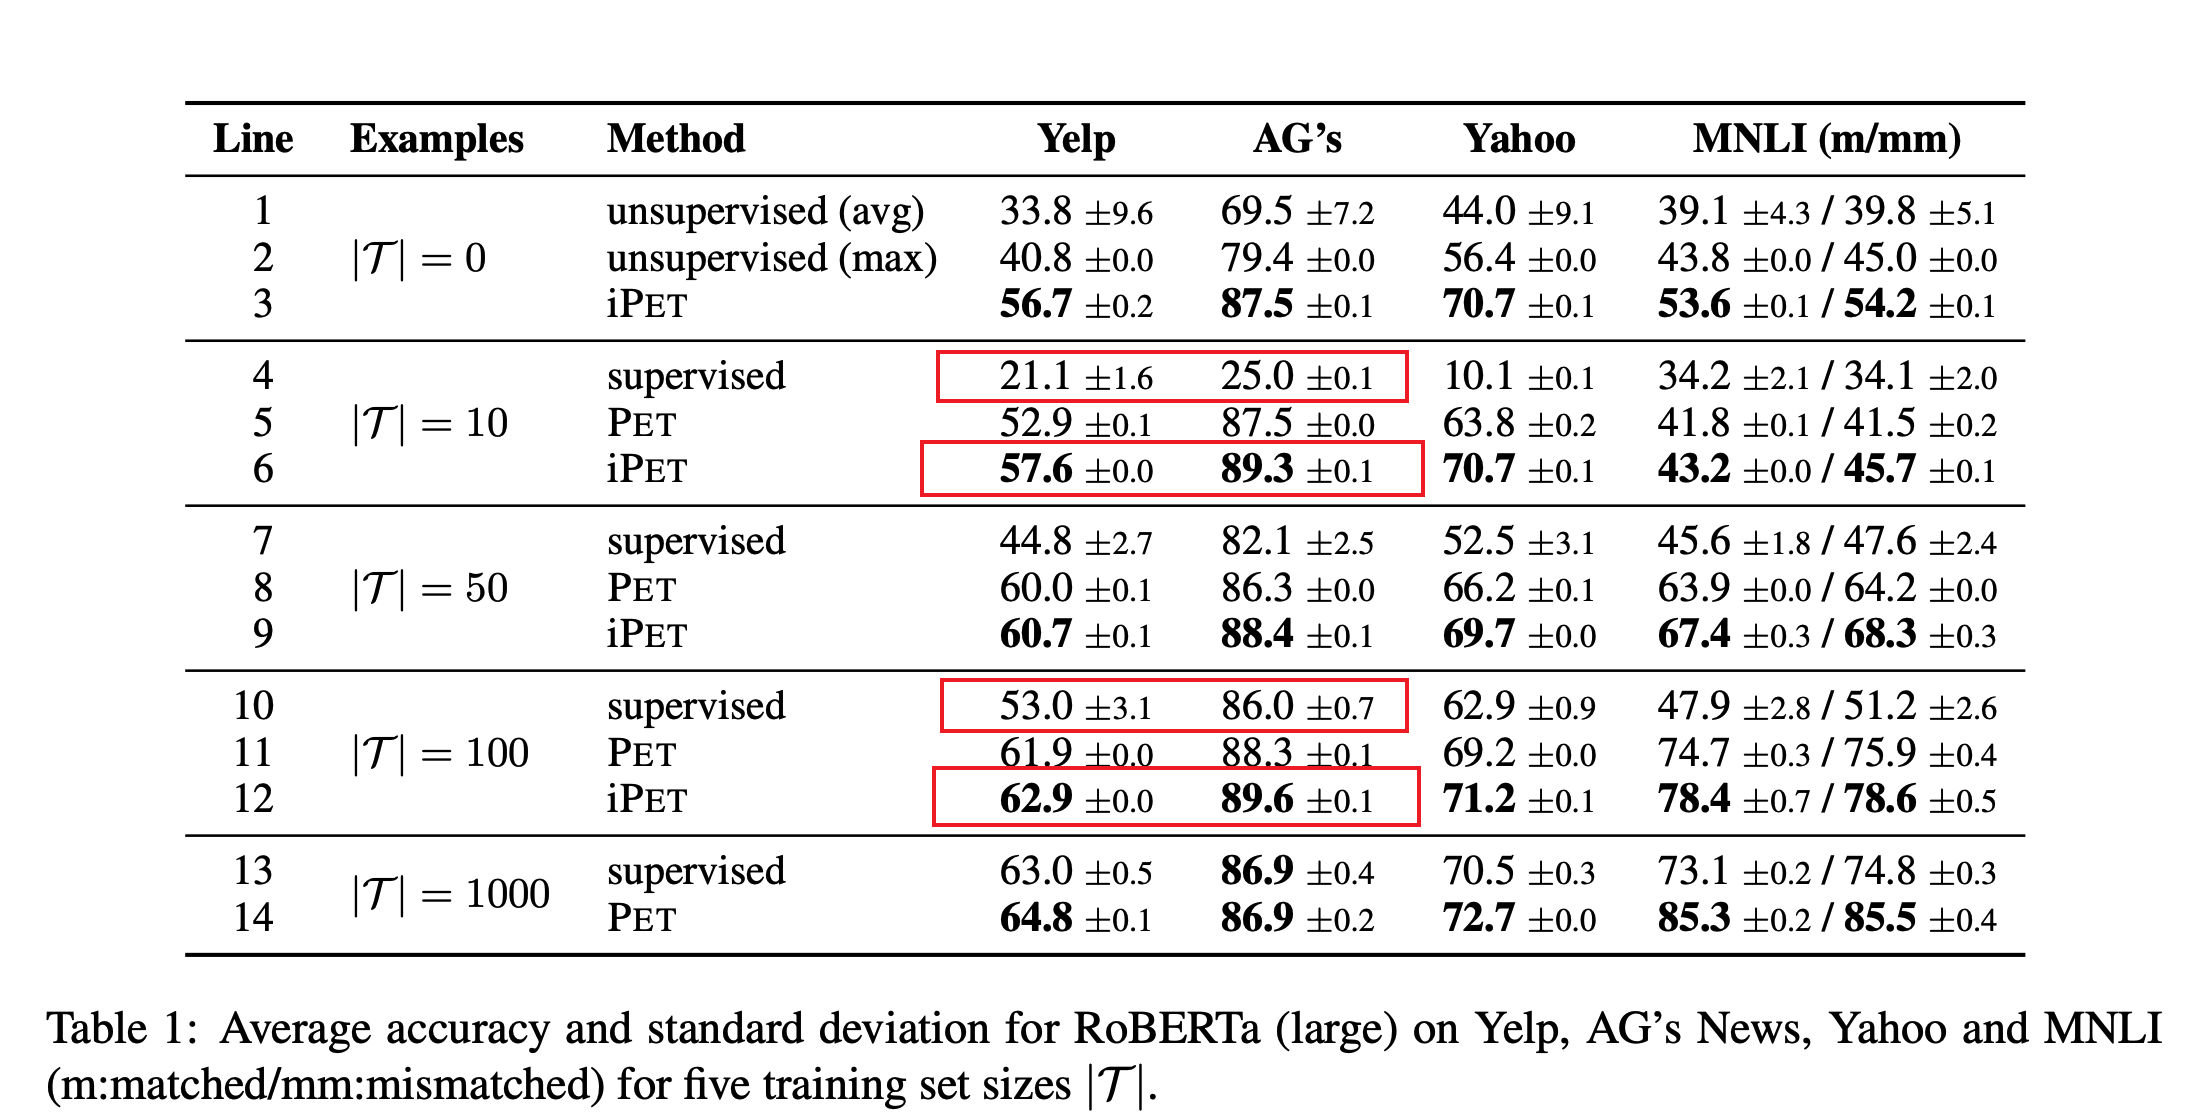 Line Examples Method Yelp AG's Yahoo MNLI (m/mm)
1 unsupervised (avg) 33.8 ±9.6 69.5 ±7.2 44.0 ±9.1 39.1 ±4.3 / 39.8 ±5.1
2 |𝒯| = 0 unsupervised (max) 40.8 ±0.0 79.4 ±0.0 56.4 ±0.0 43.8 ±0.0 / 45.0 ±0.0
3 iPET 56.7 ±0.2 87.5 ±0.1 70.7 ±0.1 53.6 ±0.1 / 54.2 ±0.1
4 supervised 21.1 ±1.6 25.0 ±0.1 10.1 ±0.1 34.2 ±2.1 / 34.1 ±2.0
5 |𝒯| = 10 PET 52.9 ±0.1 87.5 ±0.0 63.8 ±0.2 41.8 ±0.1 / 41.5 ±0.2
6 iPET 57.6 ±0.0 89.3 ±0.1 70.7 ±0.1 43.2 ±0.0 / 45.7 ±0.1
7 supervised 44.8 ±2.7 82.1 ±2.5 52.5 ±3.1 45.6 ±1.8 / 47.6 ±2.4
8 |𝒯| = 50 PET 60.0 ±0.1 86.3 ±0.0 66.2 ±0.1 63.9 ±0.0 / 64.2 ±0.0
9 iPET 60.7 ±0.1 88.4 ±0.1 69.7 ±0.0 67.4 ±0.3 / 68.3 ±0.3
10 supervised 53.0 ±3.1 86.0 ±0.7 62.9 ±0.9 47.9 ±2.8 / 51.2 ±2.6
11 |𝒯| = 100 PET 61.9 ±0.0 88.3 ±0.1 69.2 ±0.0 74.7 ±0.3 / 75.9 ±0.4
12 iPET 62.9 ±0.0 89.6 ±0.1 71.2 ±0.1 78.4 ±0.7 / 78.6 ±0.5
13 |𝒯| = 1000 supervised 63.0 ±0.5 86.9 ±0.4 70.5 ±0.3 73.1 ±0.2 / 74.8 ±0.3
14 PET 64.8 ±0.1 86.9 ±0.2 72.7 ±0.0 85.3 ±0.2 / 85.5 ±0.4
Table 1: Average accuracy and standard deviation for RoBERTa (large) on Yelp, AG's News, Yahoo and MNLI
(m:matched/mm:mismatched) for five training set sizes |𝒯|.